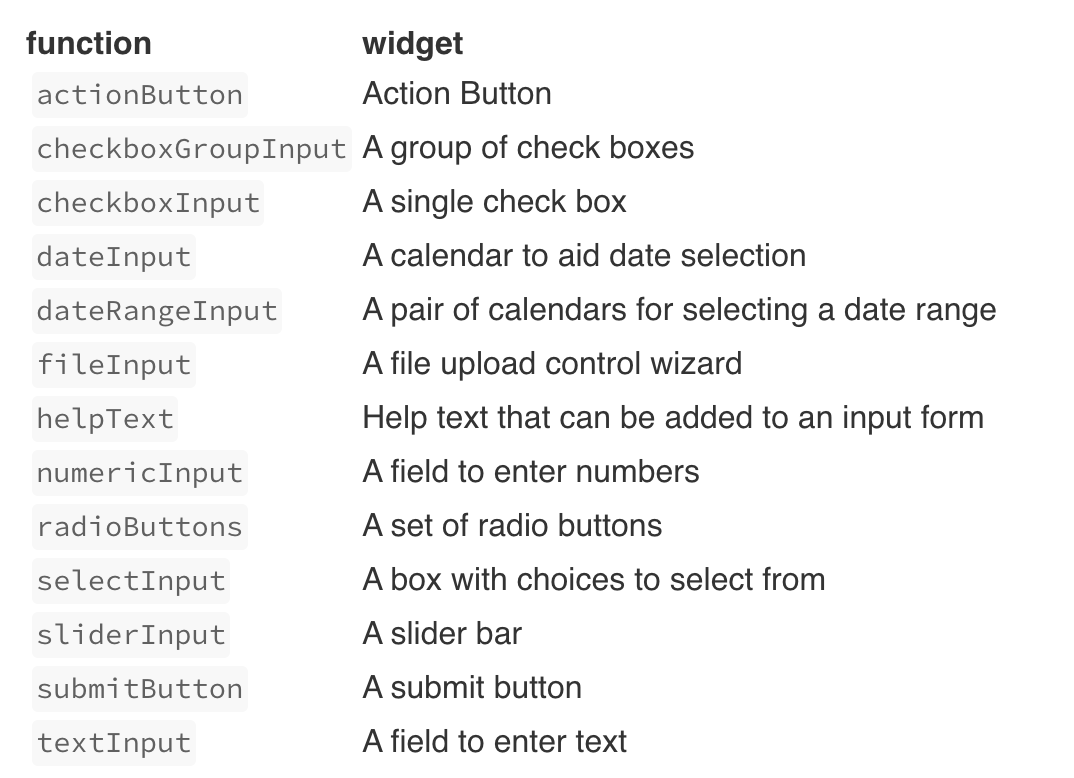 function widget
actionButton Action Button
checkboxGroupInput A group of check boxes
checkboxInput A single check box
dateInput A calendar to aid date selection
dateRangeInput A pair of calendars for selecting a date range
fileInput A file upload control wizard
helpText Help text that can be added to an input form
numericInput A field to enter numbers
radioButtons A set of radio buttons
selectInput A box with choices to select from
sliderInput A slider bar
submitButton A submit button
textInput A field to enter text